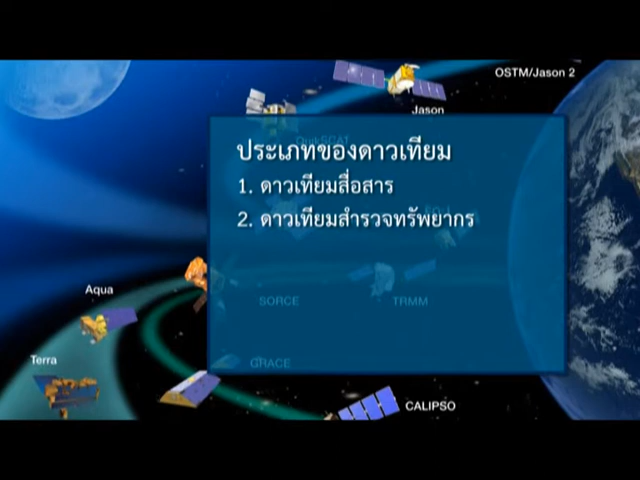 OSTM/Jason 2
Jason
QuikSCAT
ประเภทของดาวเทียม
1. ดาวเทียมสื่อสาร
2. ดาวเทียมสำรวจทรัพยากร
Aqua
SORCE
TRMM
Terra
GRACE
CALIPSO